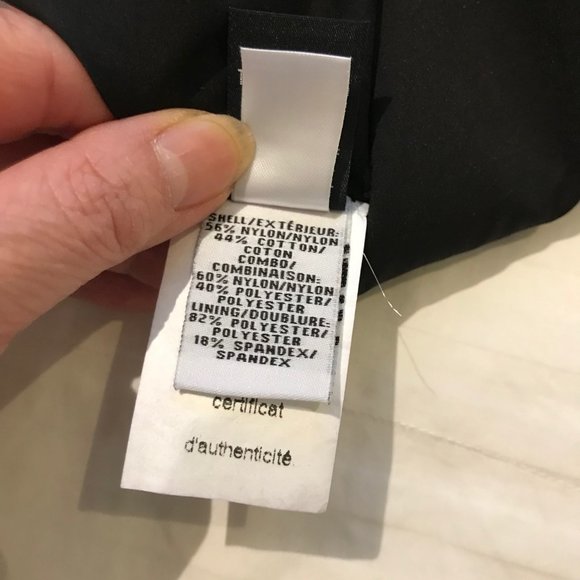 SHELL/EXTÉRIEUR:
56% NYLON/NYLON
44% COTTON/
COTON
COMBO/
COMBINAISON:
60% NYLON/NYLON
40% POLYESTER/
POLYESTER
LINING/DOUBLURE:
82% POLYESTER/
POLYESTER
18% SPANDEX/
SPANDEX
certificat
d'authenticité